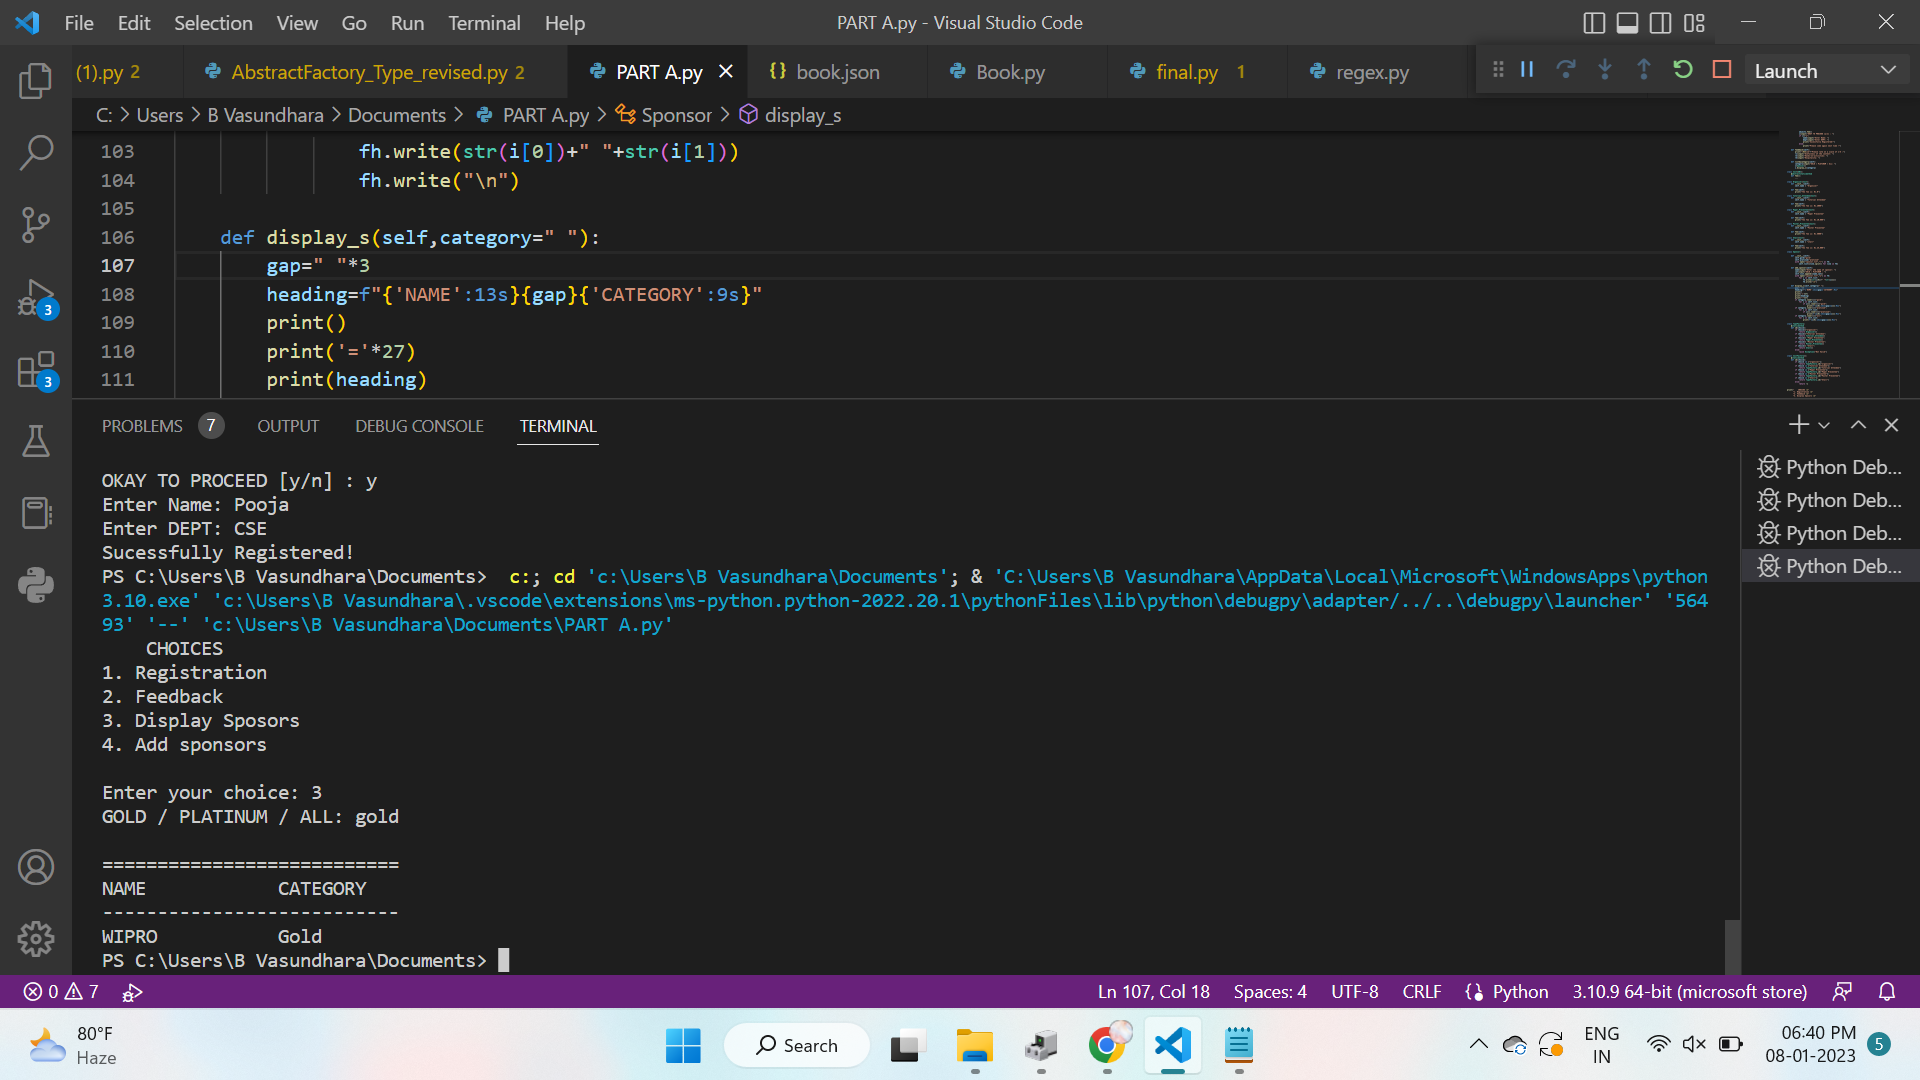 File Edit Selection View Go Run Terminal Help
PART A.py - Visual Studio Code
(1).py 2
AbstractFactory_Type_revised.py 2
PART A.py
book.json
Book.py
final.py 1
regex.py
Launch
C: > Users > B Vasundhara > Documents > PART A.py > Sponsor > display_s
103 fh.write(str(i[0])+" "+str(i[1]))
104 fh.write("\n")
105
106 def display_s(self,category=" "):
107 gap=" "*3
108 heading=f"{'NAME':13s}{gap}{'CATEGORY':9s}"
109 print()
110 print('='*27)
111 print(heading)
3
3
PROBLEMS 7 OUTPUT DEBUG CONSOLE TERMINAL
OKAY TO PROCEED [y/n] : y
Enter Name: Pooja
Enter DEPT: CSE
Sucessfully Registered!
PS C:\Users\B Vasundhara\Documents>  c:; cd 'c:\Users\B Vasundhara\Documents'; & 'C:\Users\B Vasundhara\AppData\Local\Microsoft\WindowsApps\python
3.10.exe' 'c:\Users\B Vasundhara\.vscode\extensions\ms-python.python-2022.20.1\pythonFiles\lib\python\debugpy\adapter/../..\debugpy\launcher' '564
93' '--' 'c:\Users\B Vasundhara\Documents\PART A.py'
CHOICES
1. Registration
2. Feedback
3. Display Sposors
4. Add sponsors
Enter your choice: 3
GOLD / PLATINUM / ALL: gold
===========================
NAME            CATEGORY
---------------------------
WIPRO           Gold
PS C:\Users\B Vasundhara\Documents>
Python Deb...
Python Deb...
Python Deb...
Python Deb...
0 7
Ln 107, Col 18 Spaces: 4 UTF-8 CRLF Python 3.10.9 64-bit (microsoft store)
80°F
Haze
Search
ENG
IN
06:40 PM
08-01-2023
5